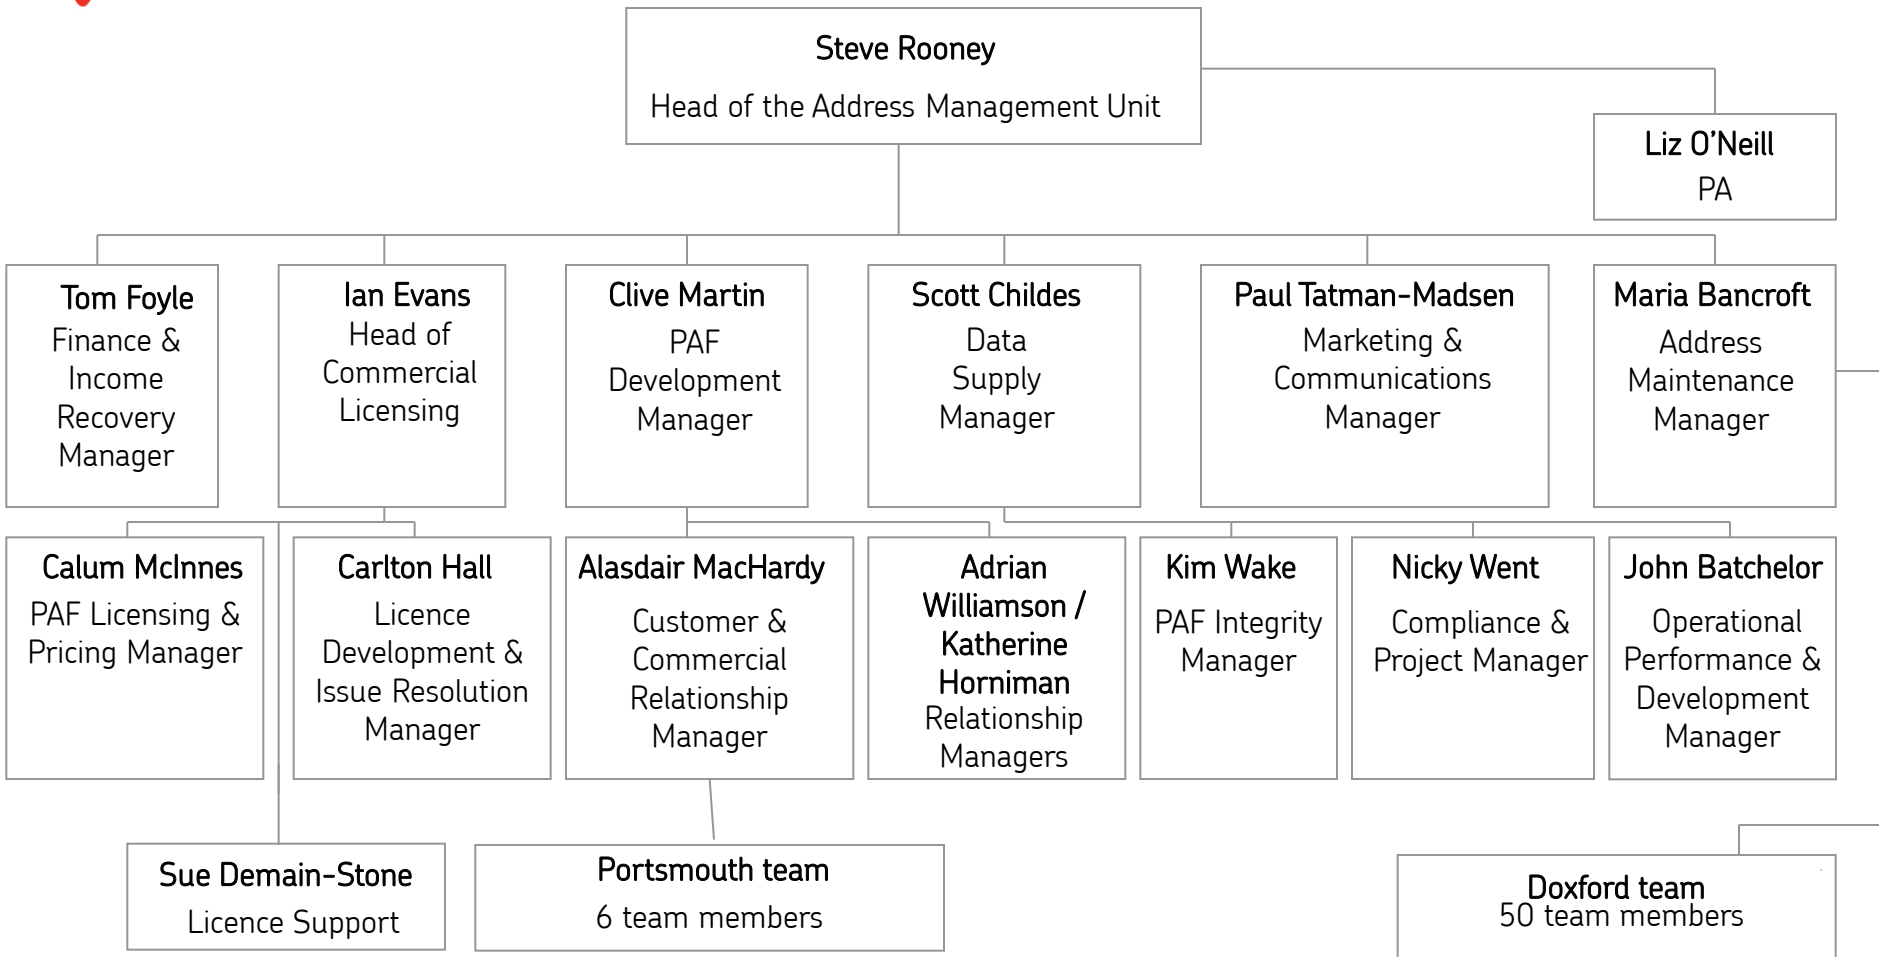 Steve Rooney
Head of the Address Management Unit
Liz O’Neill
PA
Tom Foyle
Finance &
Income
Recovery
Manager
Ian Evans
Head of
Commercial
Licensing
Clive Martin
PAF
Development
Manager
Scott Childes
Data
Supply
Manager
Paul Tatman-Madsen
Marketing &
Communications
Manager
Maria Bancroft
Address
Maintenance
Manager
Calum McInnes
PAF Licensing &
Pricing Manager
Carlton Hall
Licence
Development &
Issue Resolution
Manager
Alasdair MacHardy
Customer &
Commercial
Relationship
Manager
Adrian
Williamson /
Katherine
Horniman
Relationship
Managers
Kim Wake
PAF Integrity
Manager
Nicky Went
Compliance &
Project Manager
John Batchelor
Operational
Performance &
Development
Manager
Sue Demain-Stone
Licence Support
Portsmouth team
6 team members
Doxford team
50 team members